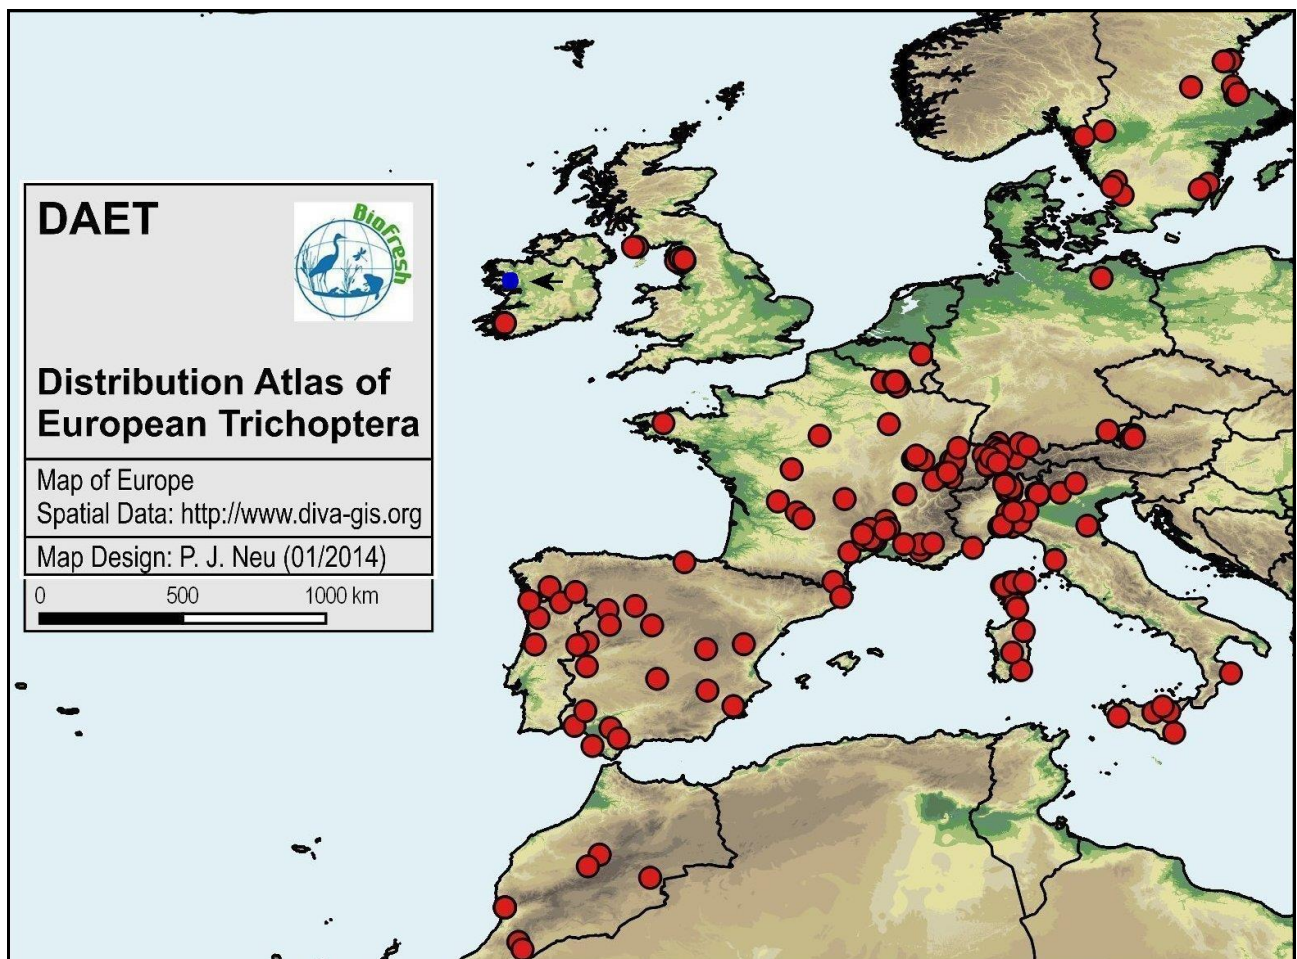 DAET
BioFresh
Distribution Atlas of
European Trichoptera
Map of Europe
Spatial Data: http://www.diva-gis.org
Map Design: P. J. Neu (01/2014)
0 500 1000 km